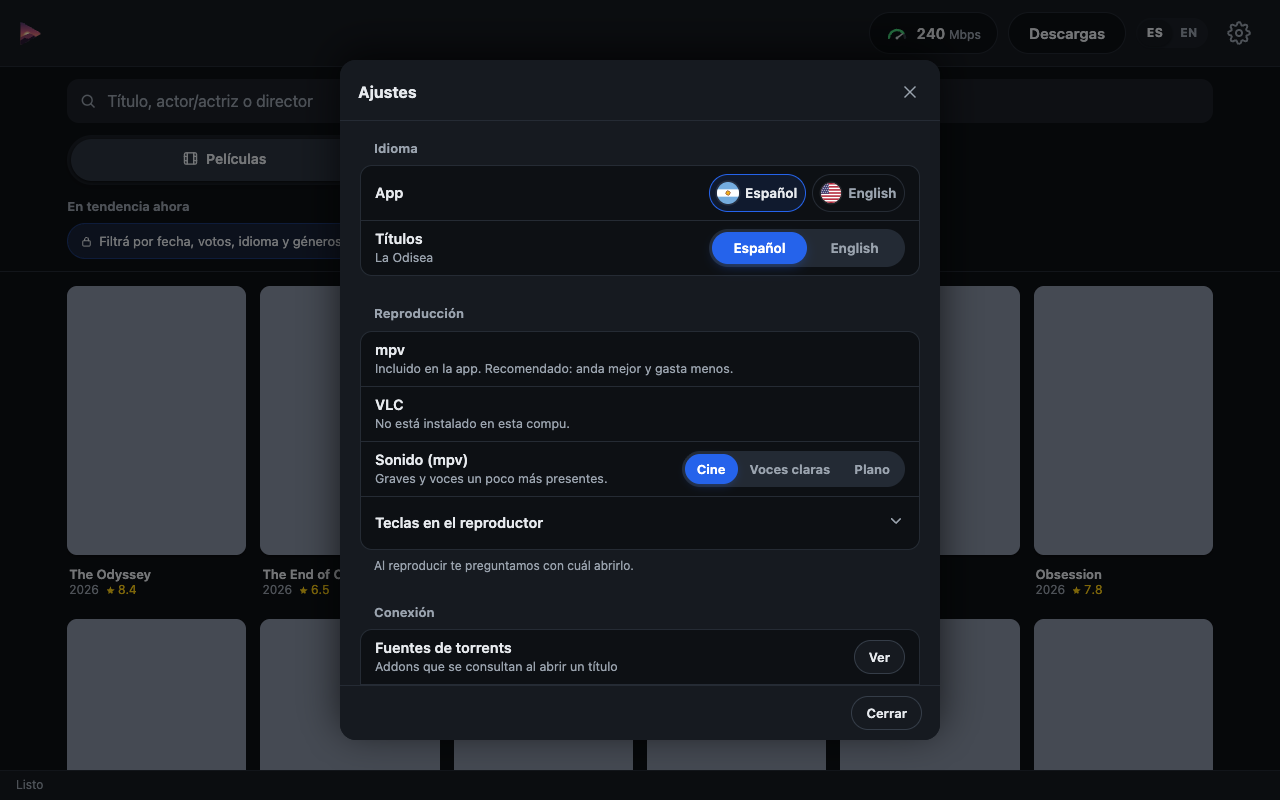 240 Mbps
Descargas
ES
EN
Título, actor/actriz o director
Películas
En tendencia ahora
Filtrá por fecha, votos, idioma y géneros
Ajustes
Idioma
App
Español
English
Títulos
La Odisea
Español
English
Reproducción
mpv
Incluido en la app. Recomendado: anda mejor y gasta menos.
VLC
No está instalado en esta compu.
Sonido (mpv)
Graves y voces un poco más presentes.
Cine
Voces claras
Plano
Teclas en el reproductor
Al reproducir te preguntamos con cuál abrirlo.
Conexión
Fuentes de torrents
Addons que se consultan al abrir un título
Ver
Cerrar
The Odyssey
2026 ★ 8.4
The End of
2026 ★ 6.5
Obsession
2026 ★ 7.8
Listo